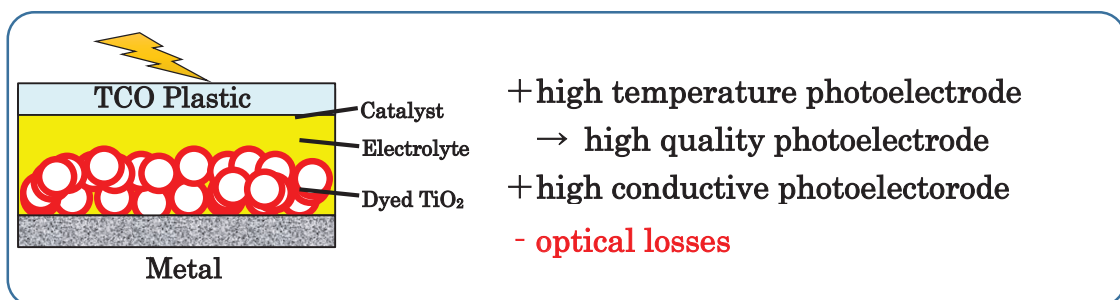 TCO Plastic
Catalyst
Electrolyte
Dyed TiO₂
Metal
+high temperature photoelectrode
→ high quality photoelectrode
+high conductive photoelectorode
- optical losses